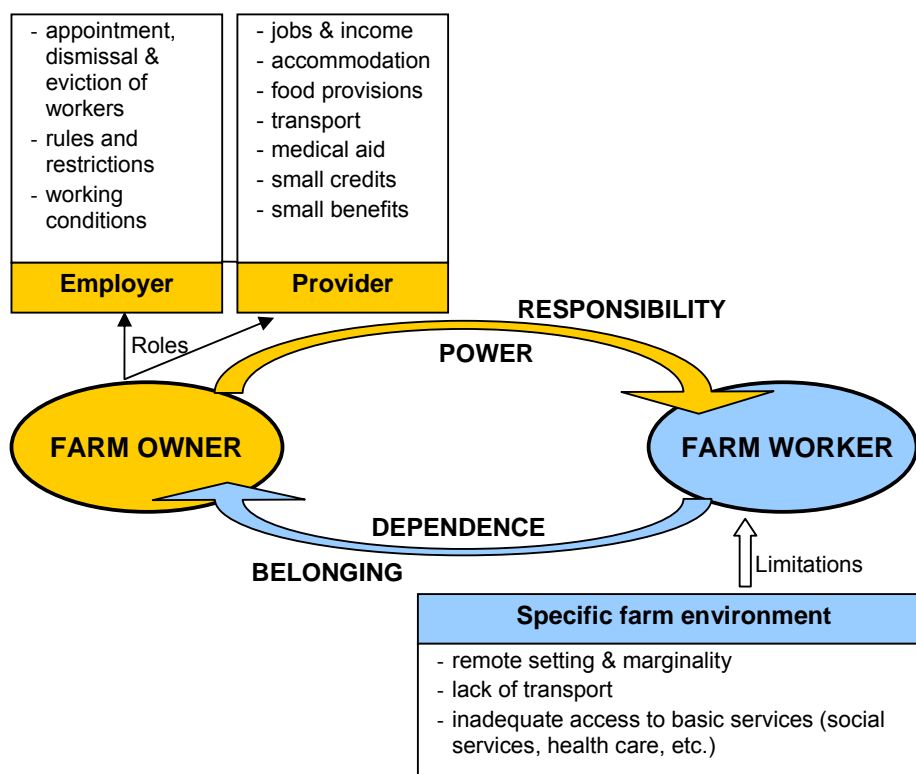 - appointment,
dismissal &
eviction of
workers
- rules and
restrictions
- working
conditions
Employer
- jobs & income
- accommodation
- food provisions
- transport
- medical aid
- small credits
- small benefits
Provider
Roles
RESPONSIBILITY
POWER
FARM OWNER
FARM WORKER
DEPENDENCE
BELONGING
Limitations
Specific farm environment
- remote setting & marginality
- lack of transport
- inadequate access to basic services (social
services, health care, etc.)